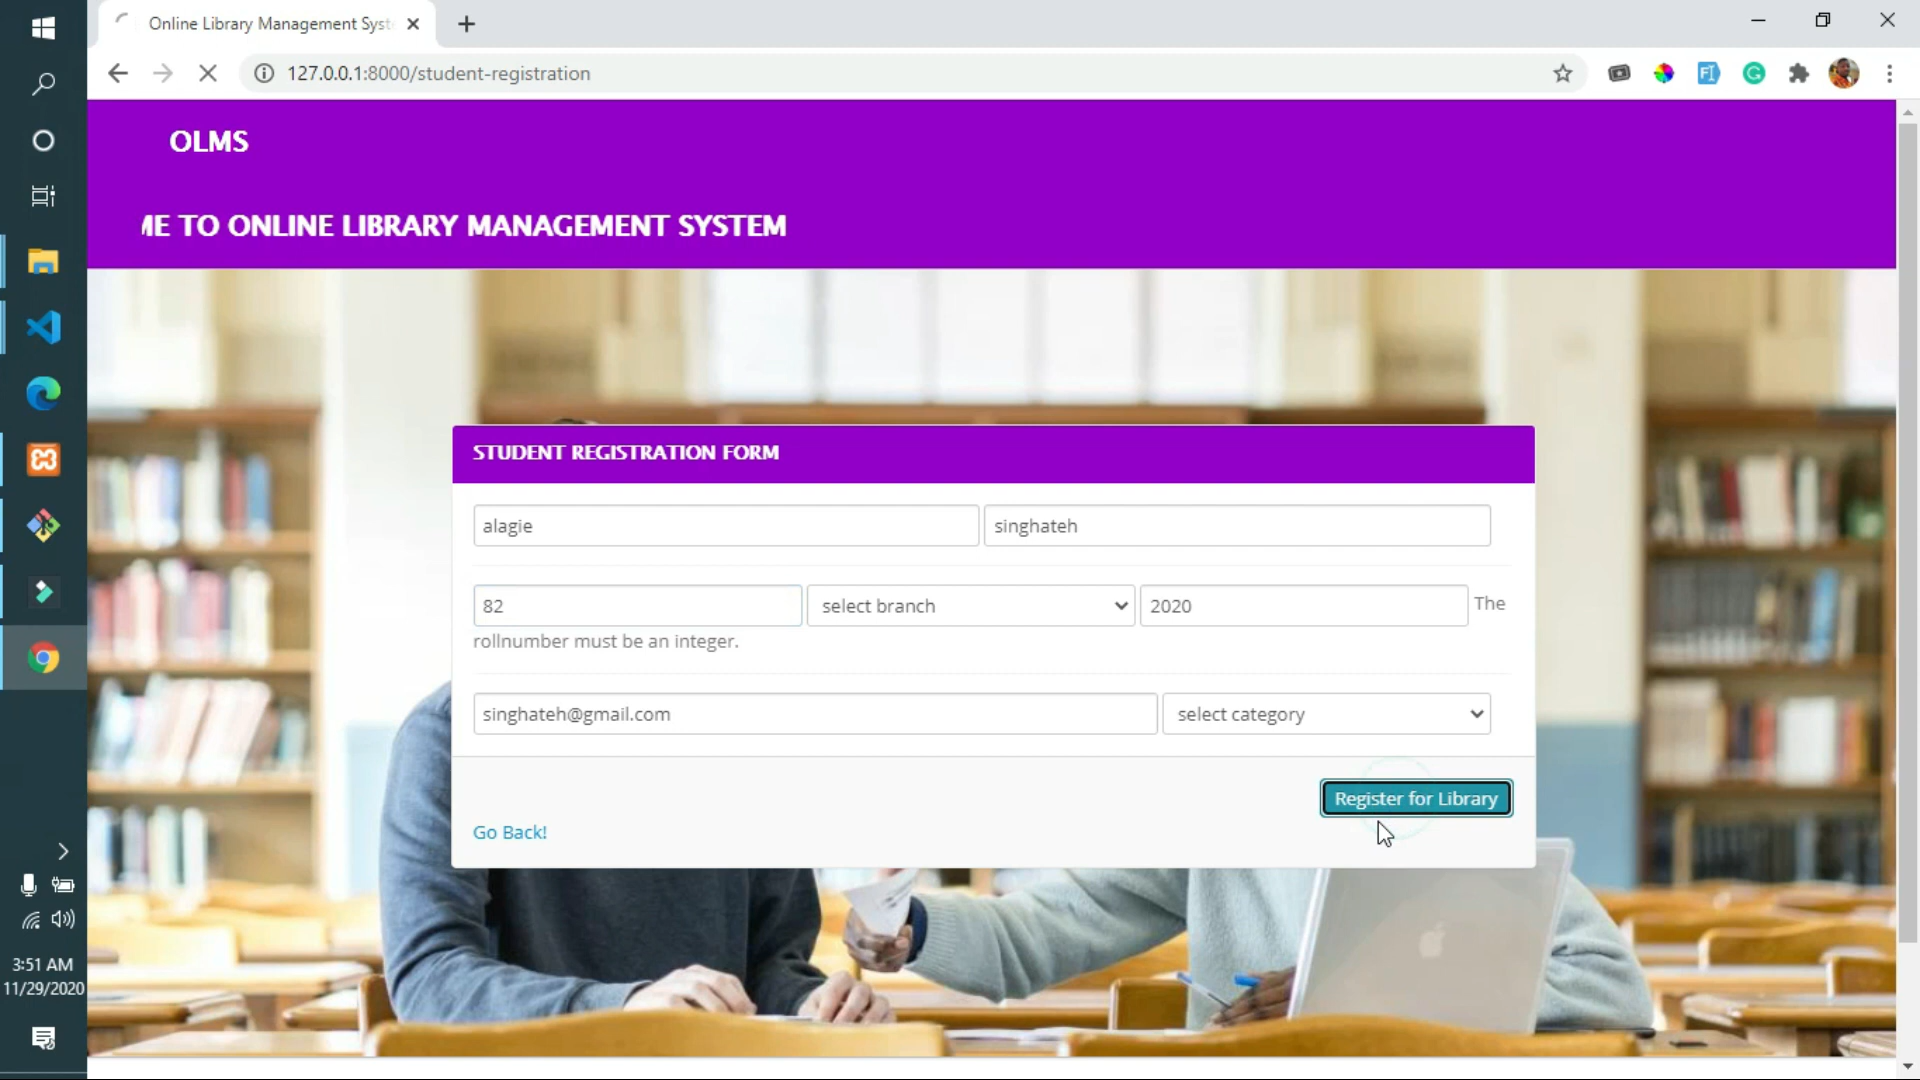 Online Library Management Syst
127.0.0.1:8000/student-registration
OLMS
ME TO ONLINE LIBRARY MANAGEMENT SYSTEM
STUDENT REGISTRATION FORM
alagie singhateh
82 select branch 2020 The
rollnumber must be an integer.
singhateh@gmail.com select category
Register for Library
Go Back!
3:51 AM
11/29/2020